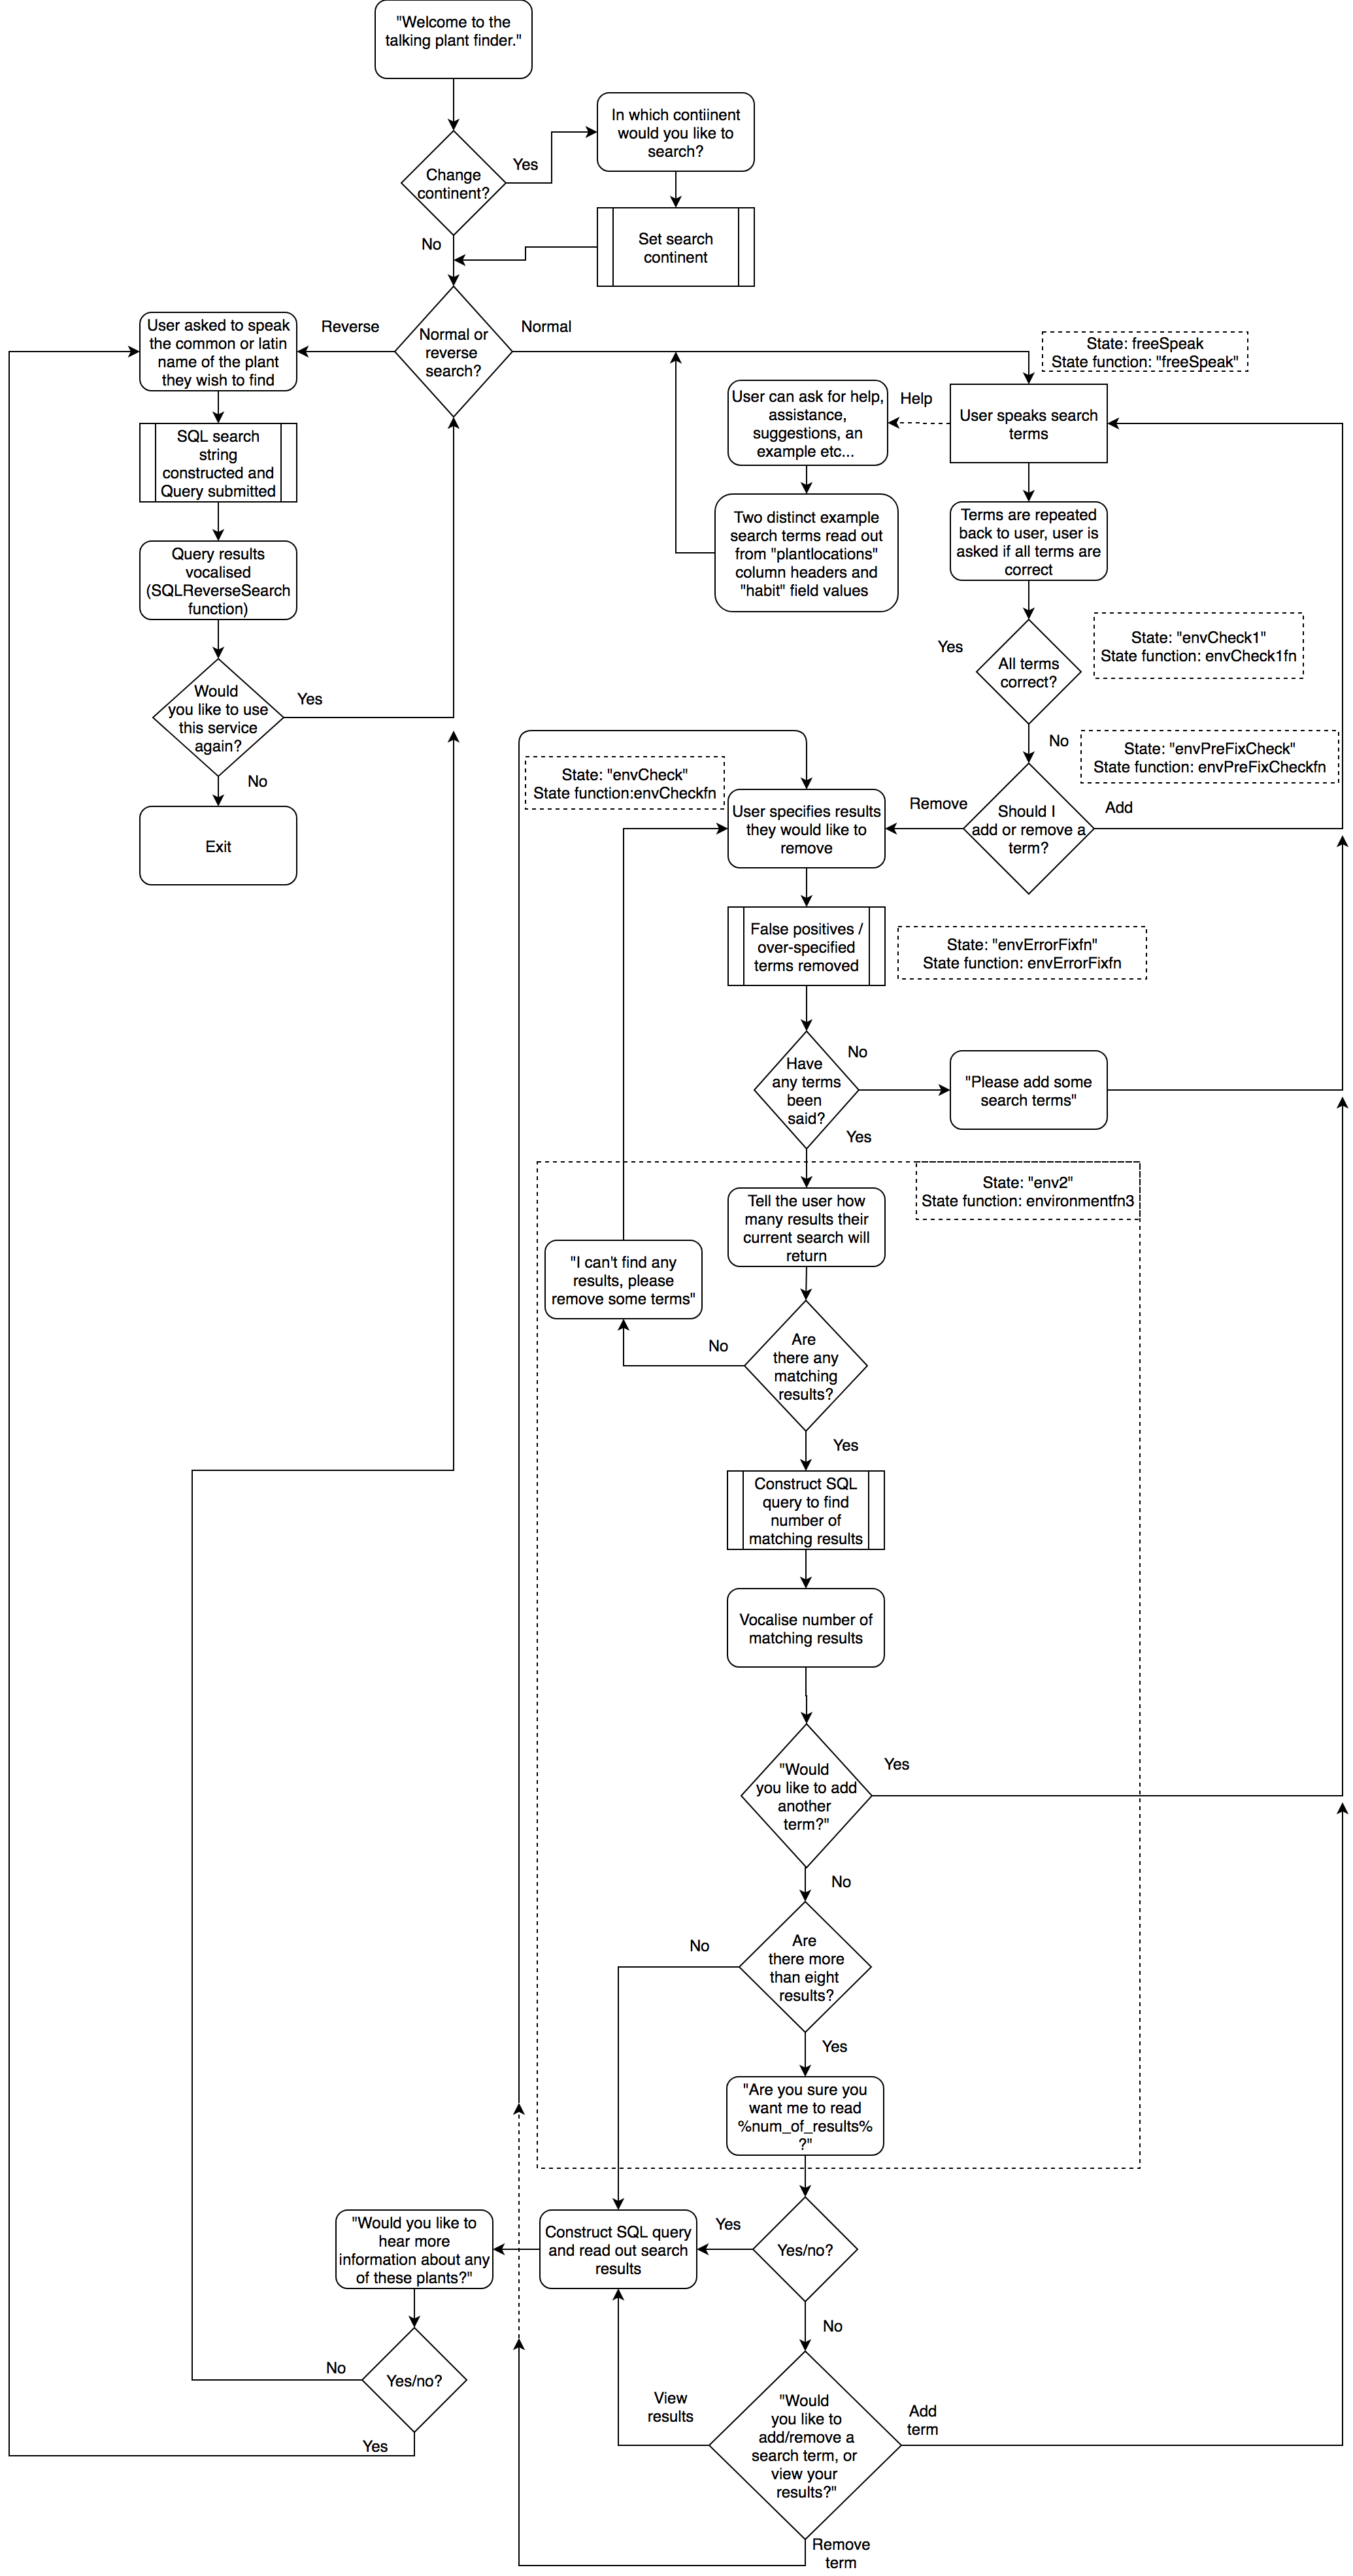 "Welcome to the
talking plant finder."
In which contiinent
would you like to
search?
Yes
Change
continent?
No
Set search
continent
User asked to speak
the common or latin
name of the plant
they wish to find
Reverse
Normal or
reverse
search?
Normal
State: freeSpeak
State function: "freeSpeak"
User can ask for help,
assistance,
suggestions, an
example etc...
Help
User speaks search
terms
SQL search
string
constructed and
Query submitted
Two distinct example
search terms read out
from "plantlocations"
column headers and
"habit" field values
Terms are repeated
back to user, user is
asked if all terms are
correct
Query results
vocalised
(SQLReverseSearch
function)
Yes
All terms
correct?
State: "envCheck1"
State function: envCheck1fn
Would
you like to use
this service
again?
Yes
No
No
State: "envPreFixCheck"
State function: envPreFixCheckfn
State: "envCheck"
State function:envCheckfn
User specifies results
they would like to
remove
Remove
Should I
add or remove a
term?
Add
Exit
False positives /
over-specified
terms removed
State: "envErrorFixfn"
State function: envErrorFixfn
Have
any terms
been
said?
No
"Please add some
search terms"
Yes
State: "env2"
State function: environmentfn3
Tell the user how
many results their
current search will
return
"I can't find any
results, please
remove some terms"
No
Are
there any
matching
results?
Yes
Construct SQL
query to find
number of
matching results
Vocalise number of
matching results
"Would
you like to add
another
term?"
Yes
No
Are
there more
than eight
results?
No
Yes
"Are you sure you
want me to read
%num_of_results%
?"
"Would you like to
hear more
information about any
of these plants?"
Construct SQL query
and read out search
results
Yes
Yes/no?
No
No
Yes/no?
Yes
View
results
"Would
you like to
add/remove a
search term, or
view your
results?"
Add
term
Remove
term